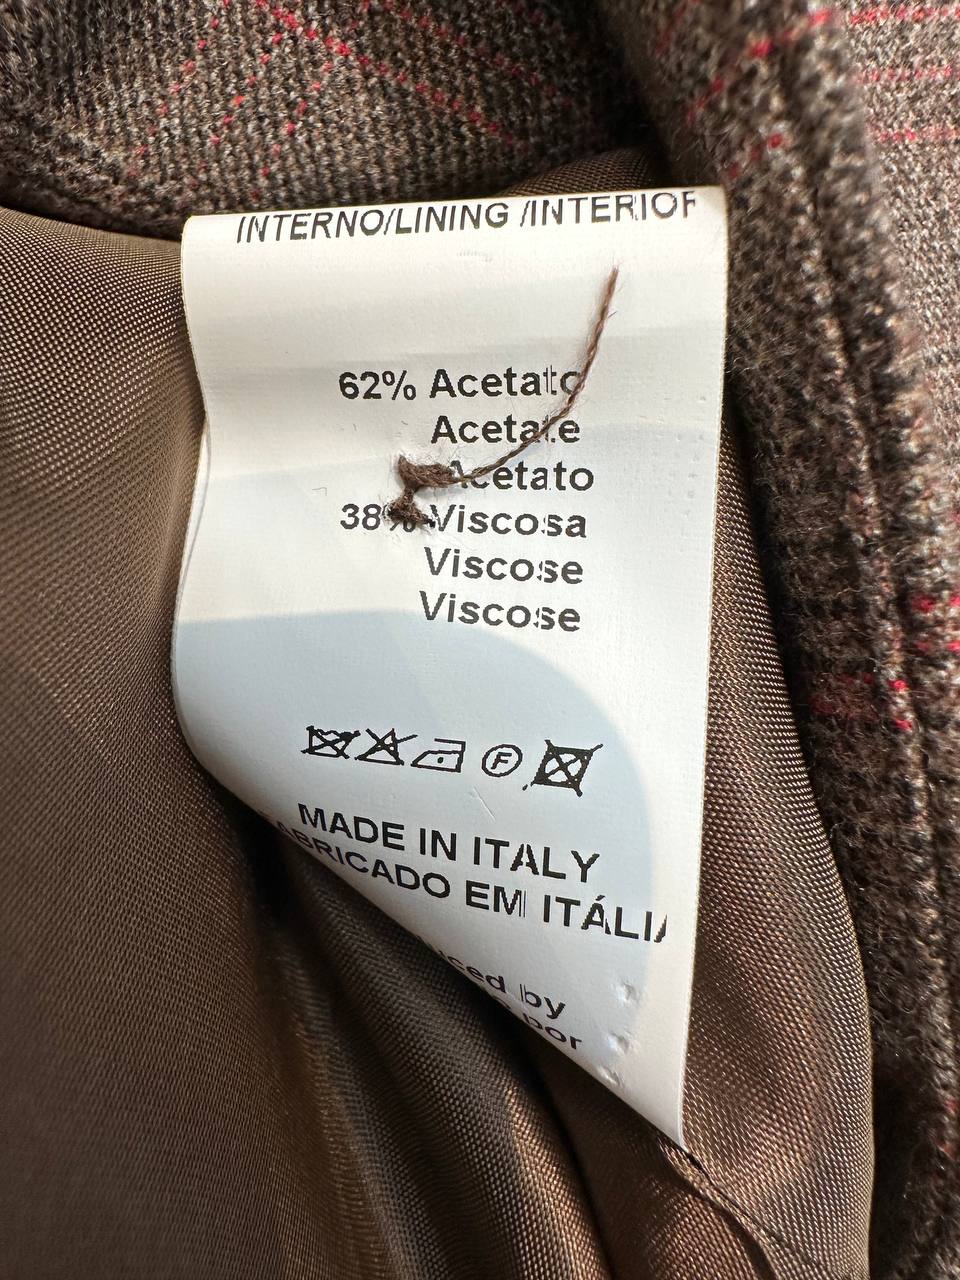 INTERNO/LINING /INTERIOR
62% Acetato
Acetate
Acetato
38% Viscosa
Viscose
Viscose
F
MADE IN ITALY
FABRICADO EM ITÁLIA
by
por